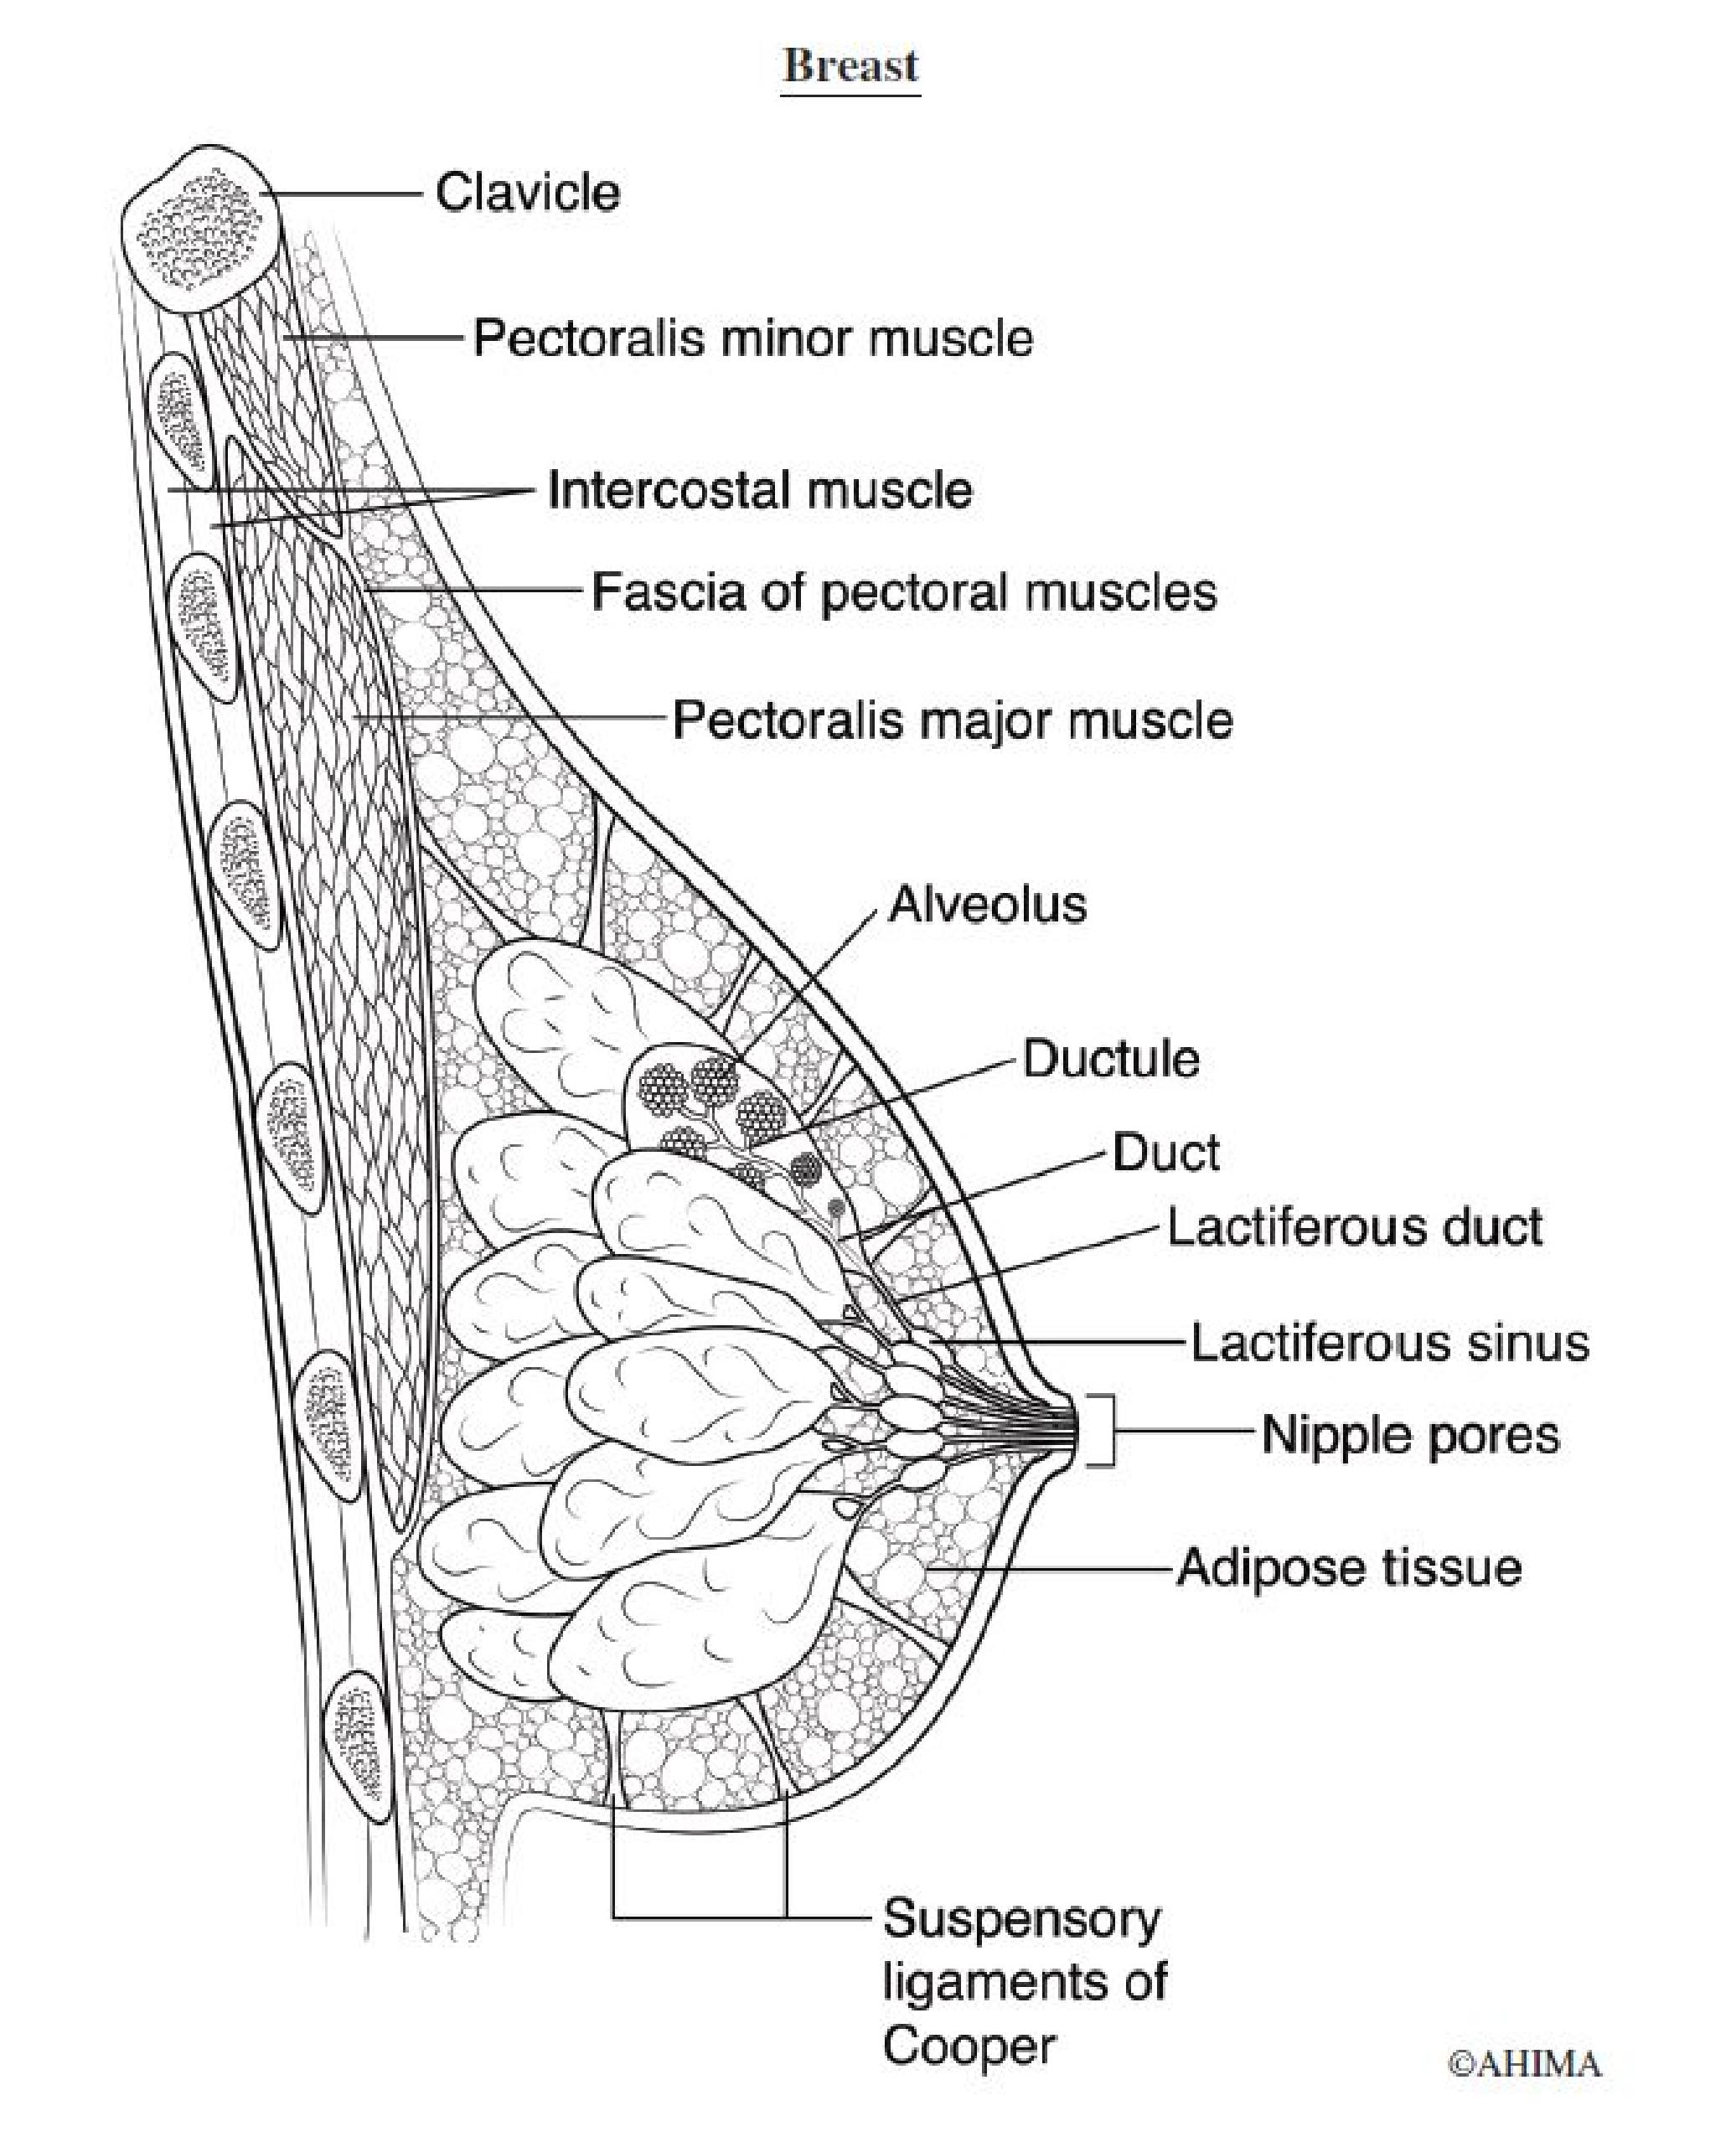 Breast
Clavicle
Pectoralis minor muscle
Intercostal muscle
Fascia of pectoral muscles
Pectoralis major muscle
Alveolus
Ductule
Duct
Lactiferous duct
Lactiferous sinus
Nipple pores
Adipose tissue
Suspensory
ligaments of
Cooper
©AHIMA